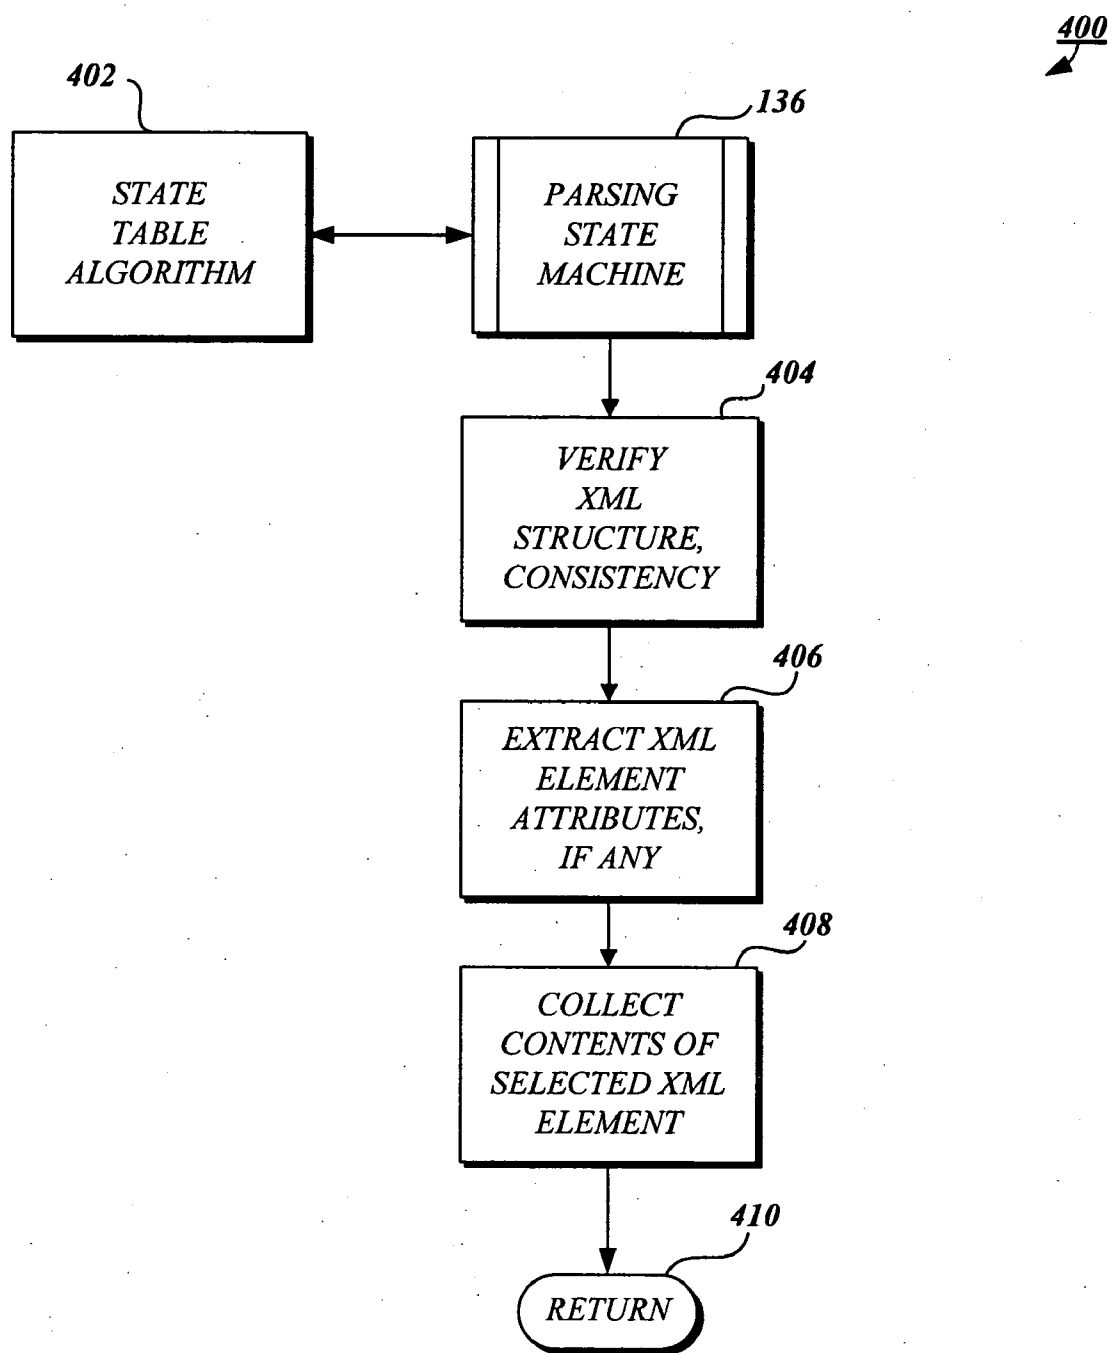 400
402
136
STATE
TABLE
ALGORITHM
PARSING
STATE
MACHINE
404
VERIFY
XML
STRUCTURE,
CONSISTENCY
406
EXTRACT XML
ELEMENT
ATTRIBUTES,
IF ANY
408
COLLECT
CONTENTS OF
SELECTED XML
ELEMENT
410
RETURN